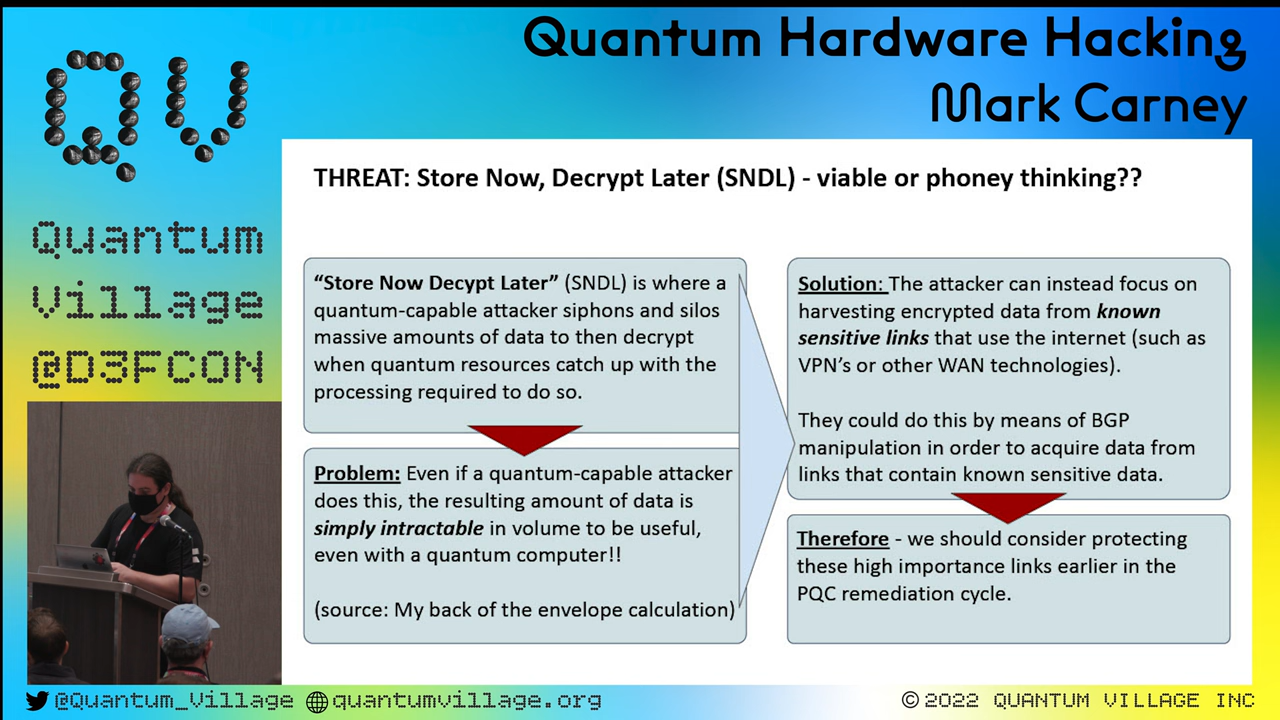 Quantum Hardware Hacking
Mark Carney
QV
Quantum
Village
@D3FCON
THREAT: Store Now, Decrypt Later (SNDL) - viable or phoney thinking??
“Store Now Decypt Later” (SNDL) is where a
quantum-capable attacker siphons and silos
massive amounts of data to then decrypt
when quantum resources catch up with the
processing required to do so.
Problem: Even if a quantum-capable attacker
does this, the resulting amount of data is
simply intractable in volume to be useful,
even with a quantum computer!!
(source: My back of the envelope calculation)
Solution: The attacker can instead focus on
harvesting encrypted data from known
sensitive links that use the internet (such as
VPN’s or other WAN technologies).
They could do this by means of BGP
manipulation in order to acquire data from
links that contain known sensitive data.
Therefore - we should consider protecting
these high importance links earlier in the
PQC remediation cycle.
@Quantum_Village
quantumvillage.org
© 2022 QUANTUM VILLAGE INC